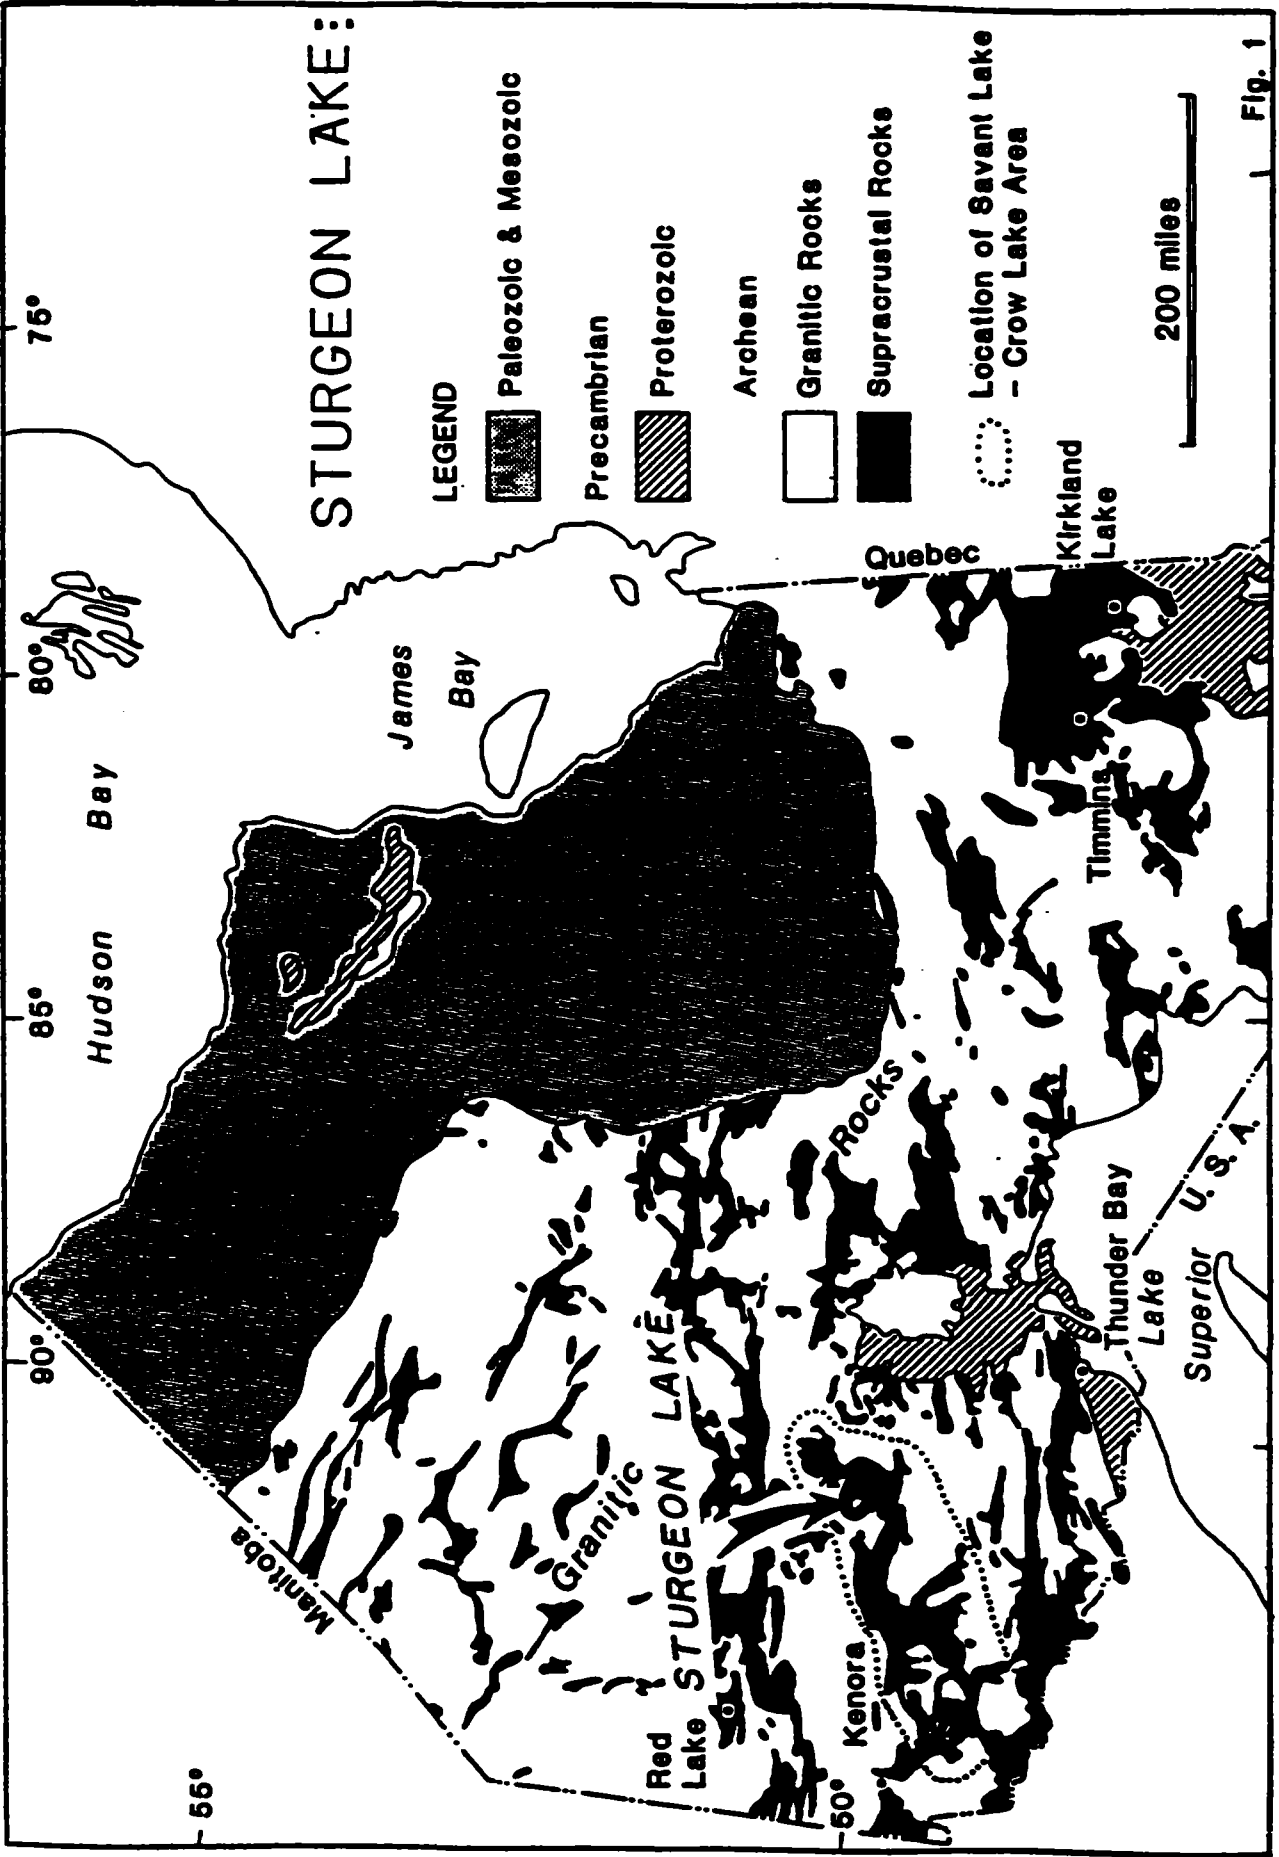 STURGEON LAKE:
LEGEND
Paleozoic & Mesozoic
Precambrian
Proterozoic
Archean
Granitic Rocks
Supracrustal Rocks
Location of Savant Lake
– Crow Lake Area
200 miles
Fig. 1
90°
85°
80°
75°
55°
50°
Hudson Bay
James
Bay
Manitoba
Quebec
Granitic Rocks
STURGEON LAKE
Red
Lake
Kenora
Thunder Bay
Lake
Superior
U. S. A.
Timmins
Kirkland
Lake